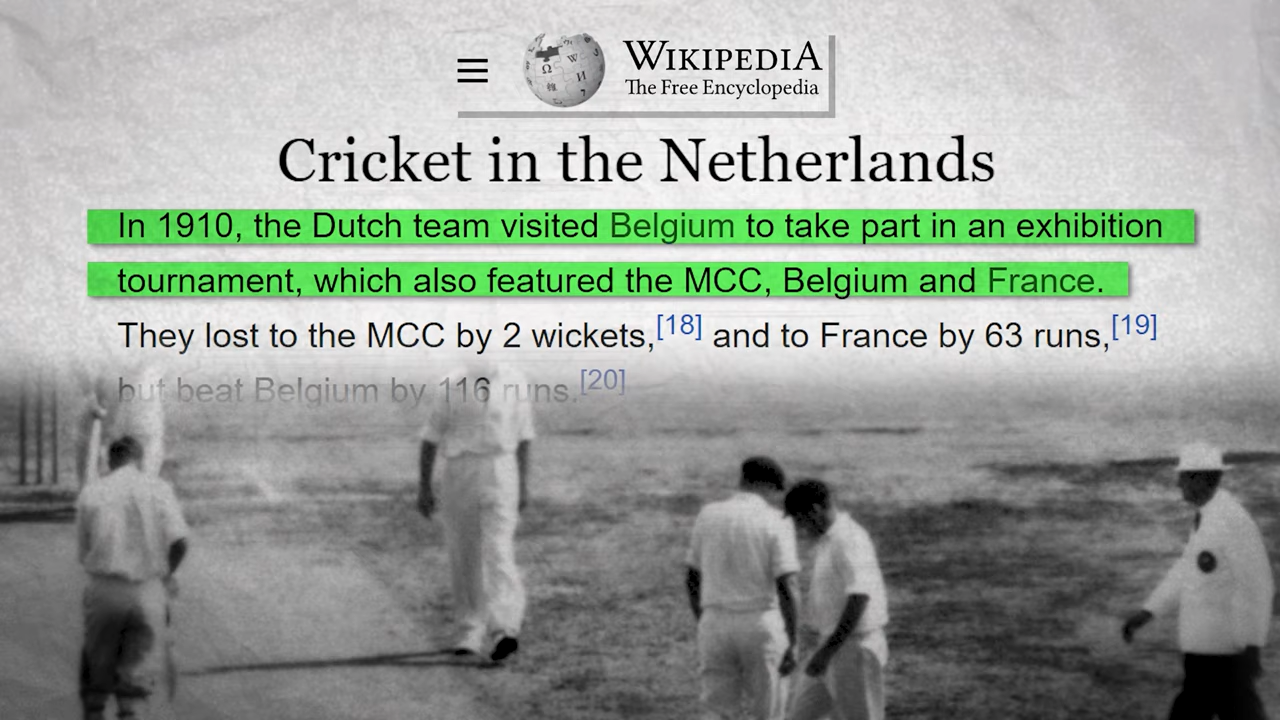 WIKIPEDIA
The Free Encyclopedia
Cricket in the Netherlands
In 1910, the Dutch team visited Belgium to take part in an exhibition
tournament, which also featured the MCC, Belgium and France.
They lost to the MCC by 2 wickets,[18] and to France by 63 runs,[19]
but beat Belgium by 116 runs.[20]